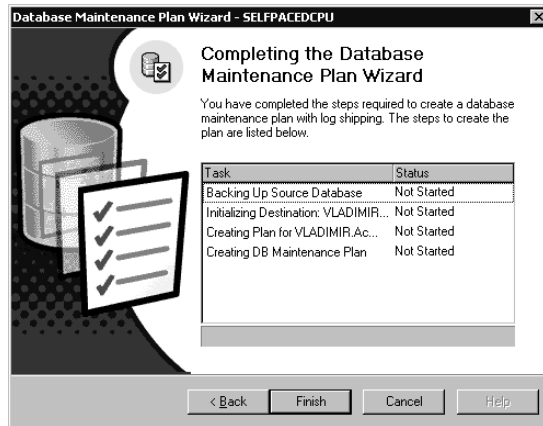 Database Maintenance Plan Wizard - SELFPACEDCPU
Completing the Database
Maintenance Plan Wizard
You have completed the steps required to create a database
maintenance plan with log shipping. The steps to create the
plan are listed below.
Task Status
Backing Up Source Database Not Started
Initializing Destination: VLADIMIR... Not Started
Creating Plan for VLADIMIR.Ac... Not Started
Creating DB Maintenance Plan Not Started
< Back Finish Cancel Help